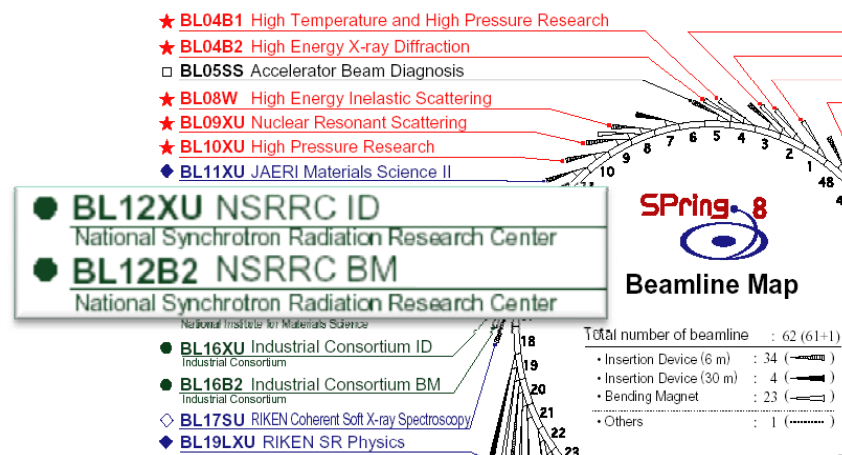 BL04B1 High Temperature and High Pressure Research
BL04B2 High Energy X-ray Diffraction
BL05SS Accelerator Beam Diagnosis
BL08W High Energy Inelastic Scattering
BL09XU Nuclear Resonant Scattering
BL10XU High Pressure Research
BL11XU JAERI Materials Science II
BL12XU NSRRC ID
National Synchrotron Radiation Research Center
BL12B2 NSRRC BM
National Synchrotron Radiation Research Center
National Institute for Materials Science
BL16XU Industrial Consortium ID
Industrial Consortium
BL16B2 Industrial Consortium BM
Industrial Consortium
BL17SU RIKEN Coherent Soft X-ray Spectroscopy
BL19LXU RIKEN SR Physics
10
9
8
7
6
5
4
3
2
1
48
18
19
20
21
22
23
SPring-8
Beamline Map
Total number of beamline : 62 (61+1)
・Insertion Device (6 m) : 34 ( )
・Insertion Device (30 m) : 4 ( )
・Bending Magnet : 23 ( )
・Others : 1 ( )